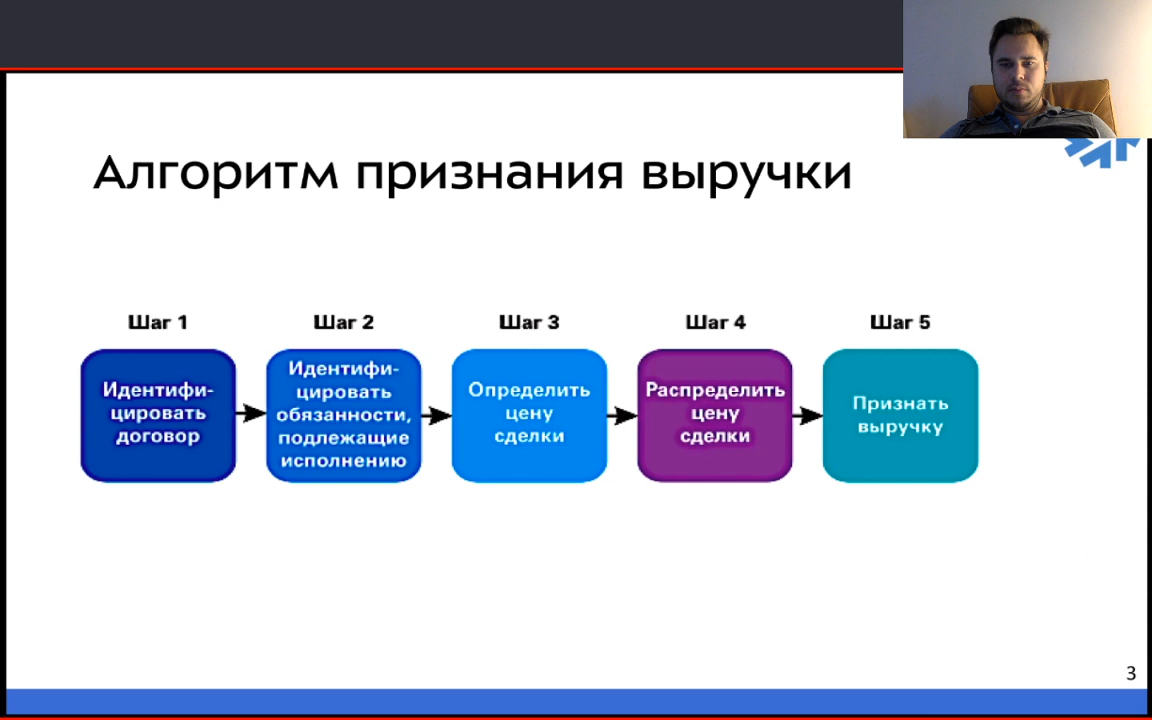 Алгоритм признания выручки
Шаг 1
Шаг 2
Шаг 3
Шаг 4
Шаг 5
Идентифи-
цировать
договор
Идентифи-
цировать
обязанности,
подлежащие
исполнению
Определить
цену
сделки
Распределить
цену
сделки
Признать
выручку
3